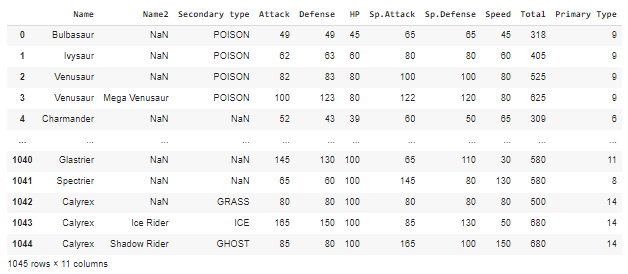 Name Name2 Secondary type Attack Defense HP Sp.Attack Sp.Defense Speed Total Primary Type
0 Bulbasaur NaN POISON 49 49 45 65 65 45 318 9
1 Ivysaur NaN POISON 62 63 60 80 80 60 405 9
2 Venusaur NaN POISON 82 83 80 100 100 80 525 9
3 Venusaur Mega Venusaur POISON 100 123 80 122 120 80 625 9
4 Charmander NaN NaN 52 43 39 60 50 65 309 6
... ... ... ... ... ... ... ... ... ... ... ...
1040 Glastrier NaN NaN 145 130 100 65 110 30 580 11
1041 Spectrier NaN NaN 65 60 100 145 80 130 580 8
1042 Calyrex NaN GRASS 80 80 100 80 80 80 500 14
1043 Calyrex Ice Rider ICE 165 150 100 85 130 50 680 14
1044 Calyrex Shadow Rider GHOST 85 80 100 165 100 150 680 14
1045 rows × 11 columns